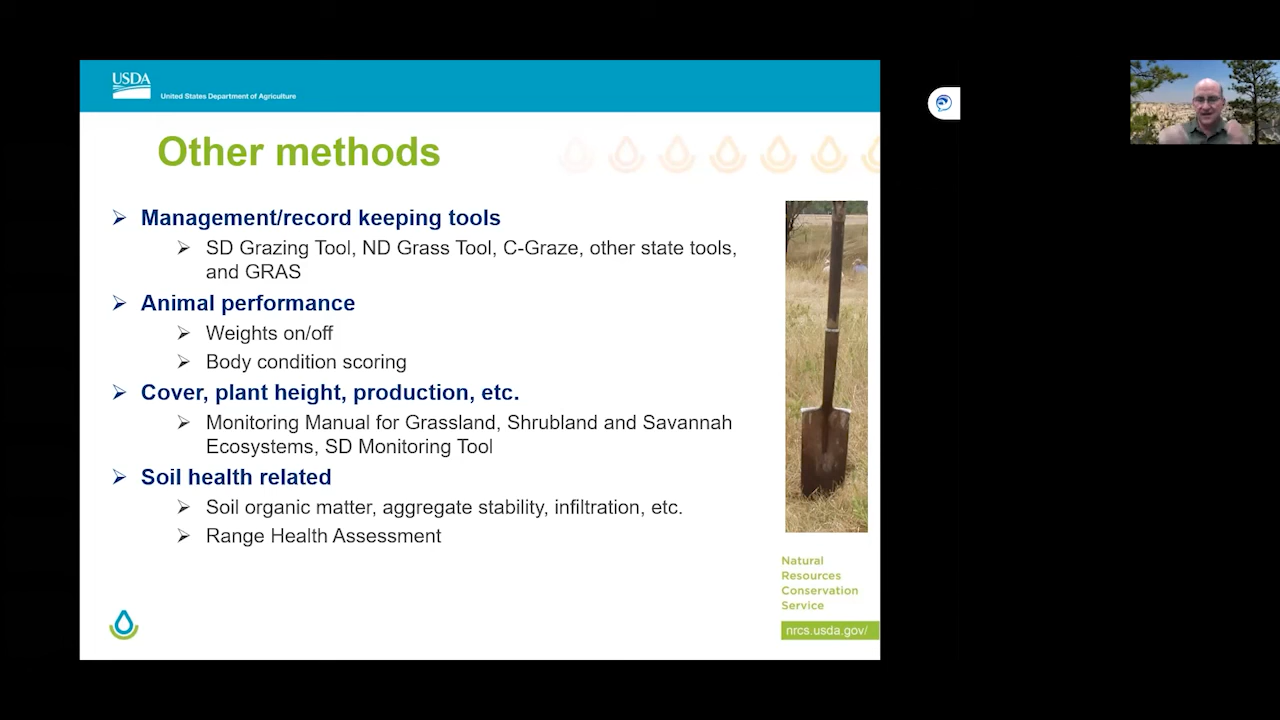 USDA
United States Department of Agriculture
Other methods
Management/record keeping tools
SD Grazing Tool, ND Grass Tool, C-Graze, other state tools,
and GRAS
Animal performance
Weights on/off
Body condition scoring
Cover, plant height, production, etc.
Monitoring Manual for Grassland, Shrubland and Savannah
Ecosystems, SD Monitoring Tool
Soil health related
Soil organic matter, aggregate stability, infiltration, etc.
Range Health Assessment
Natural
Resources
Conservation
Service
nrcs.usda.gov/